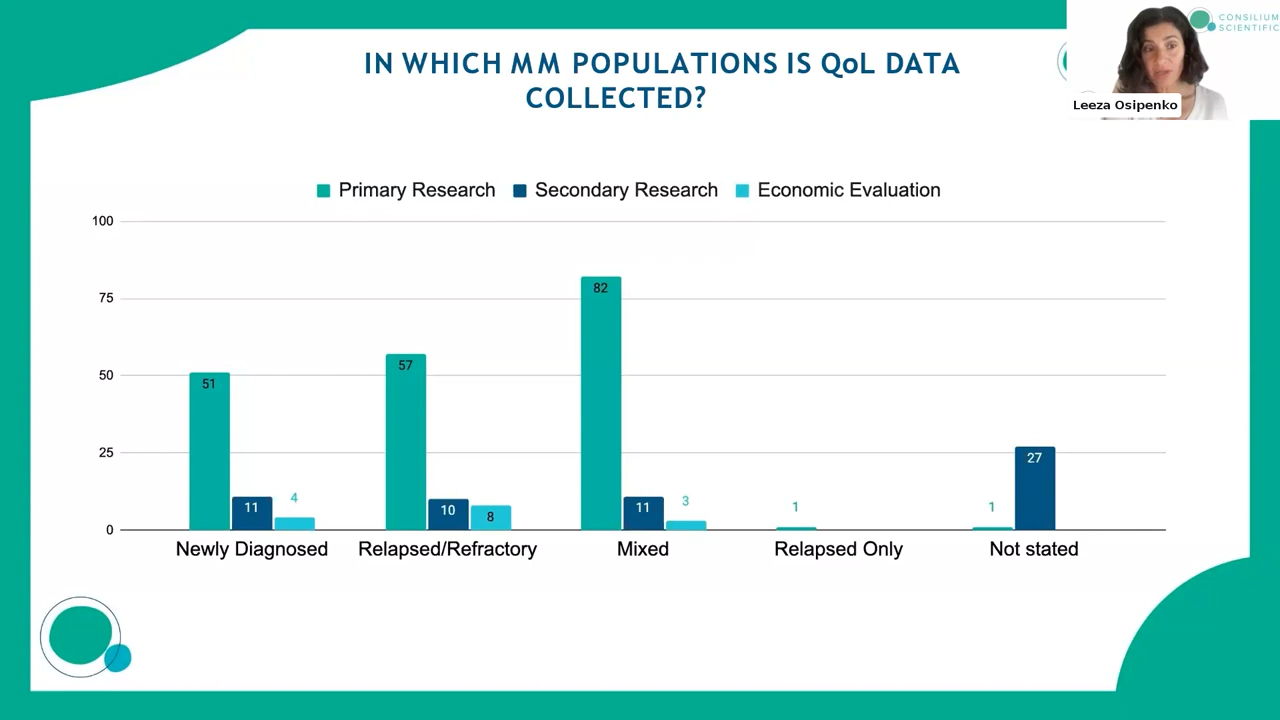 CONSILIUM
SCIENTIFIC
IN WHICH MM POPULATIONS IS QoL DATA
COLLECTED?
Leeza Osipenko
Primary Research Secondary Research Economic Evaluation
100
75
50
25
0
51
11
4
57
10
8
82
11
3
1
1
27
Newly Diagnosed Relapsed/Refractory Mixed Relapsed Only Not stated